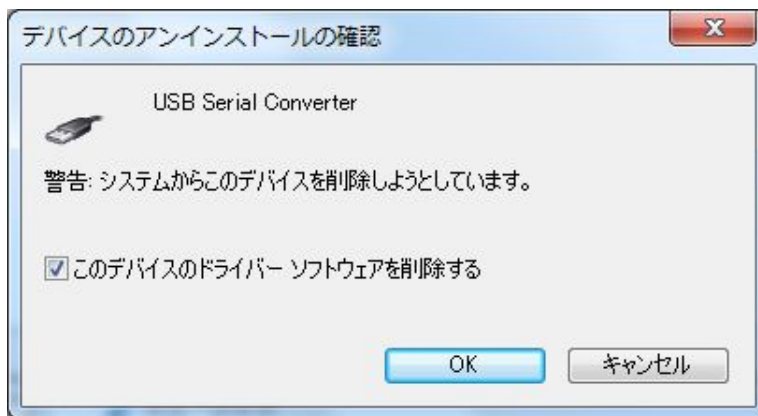 デバイスのアンインストールの確認
USB Serial Converter
警告: システムからこのデバイスを削除しようとしています。
このデバイスのドライバー ソフトウェアを削除する
OK
キャンセル